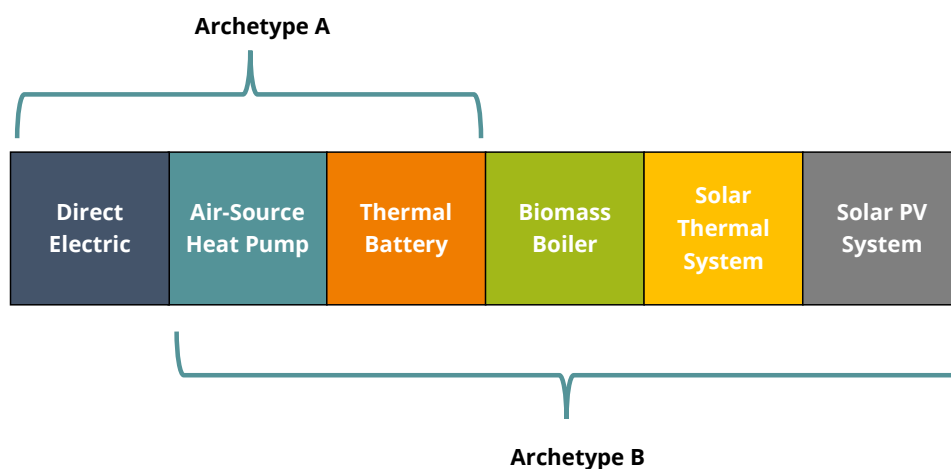 Archetype A
Direct
Electric
Air-Source
Heat Pump
Thermal
Battery
Biomass
Boiler
Solar
Thermal
System
Solar PV
System
Archetype B